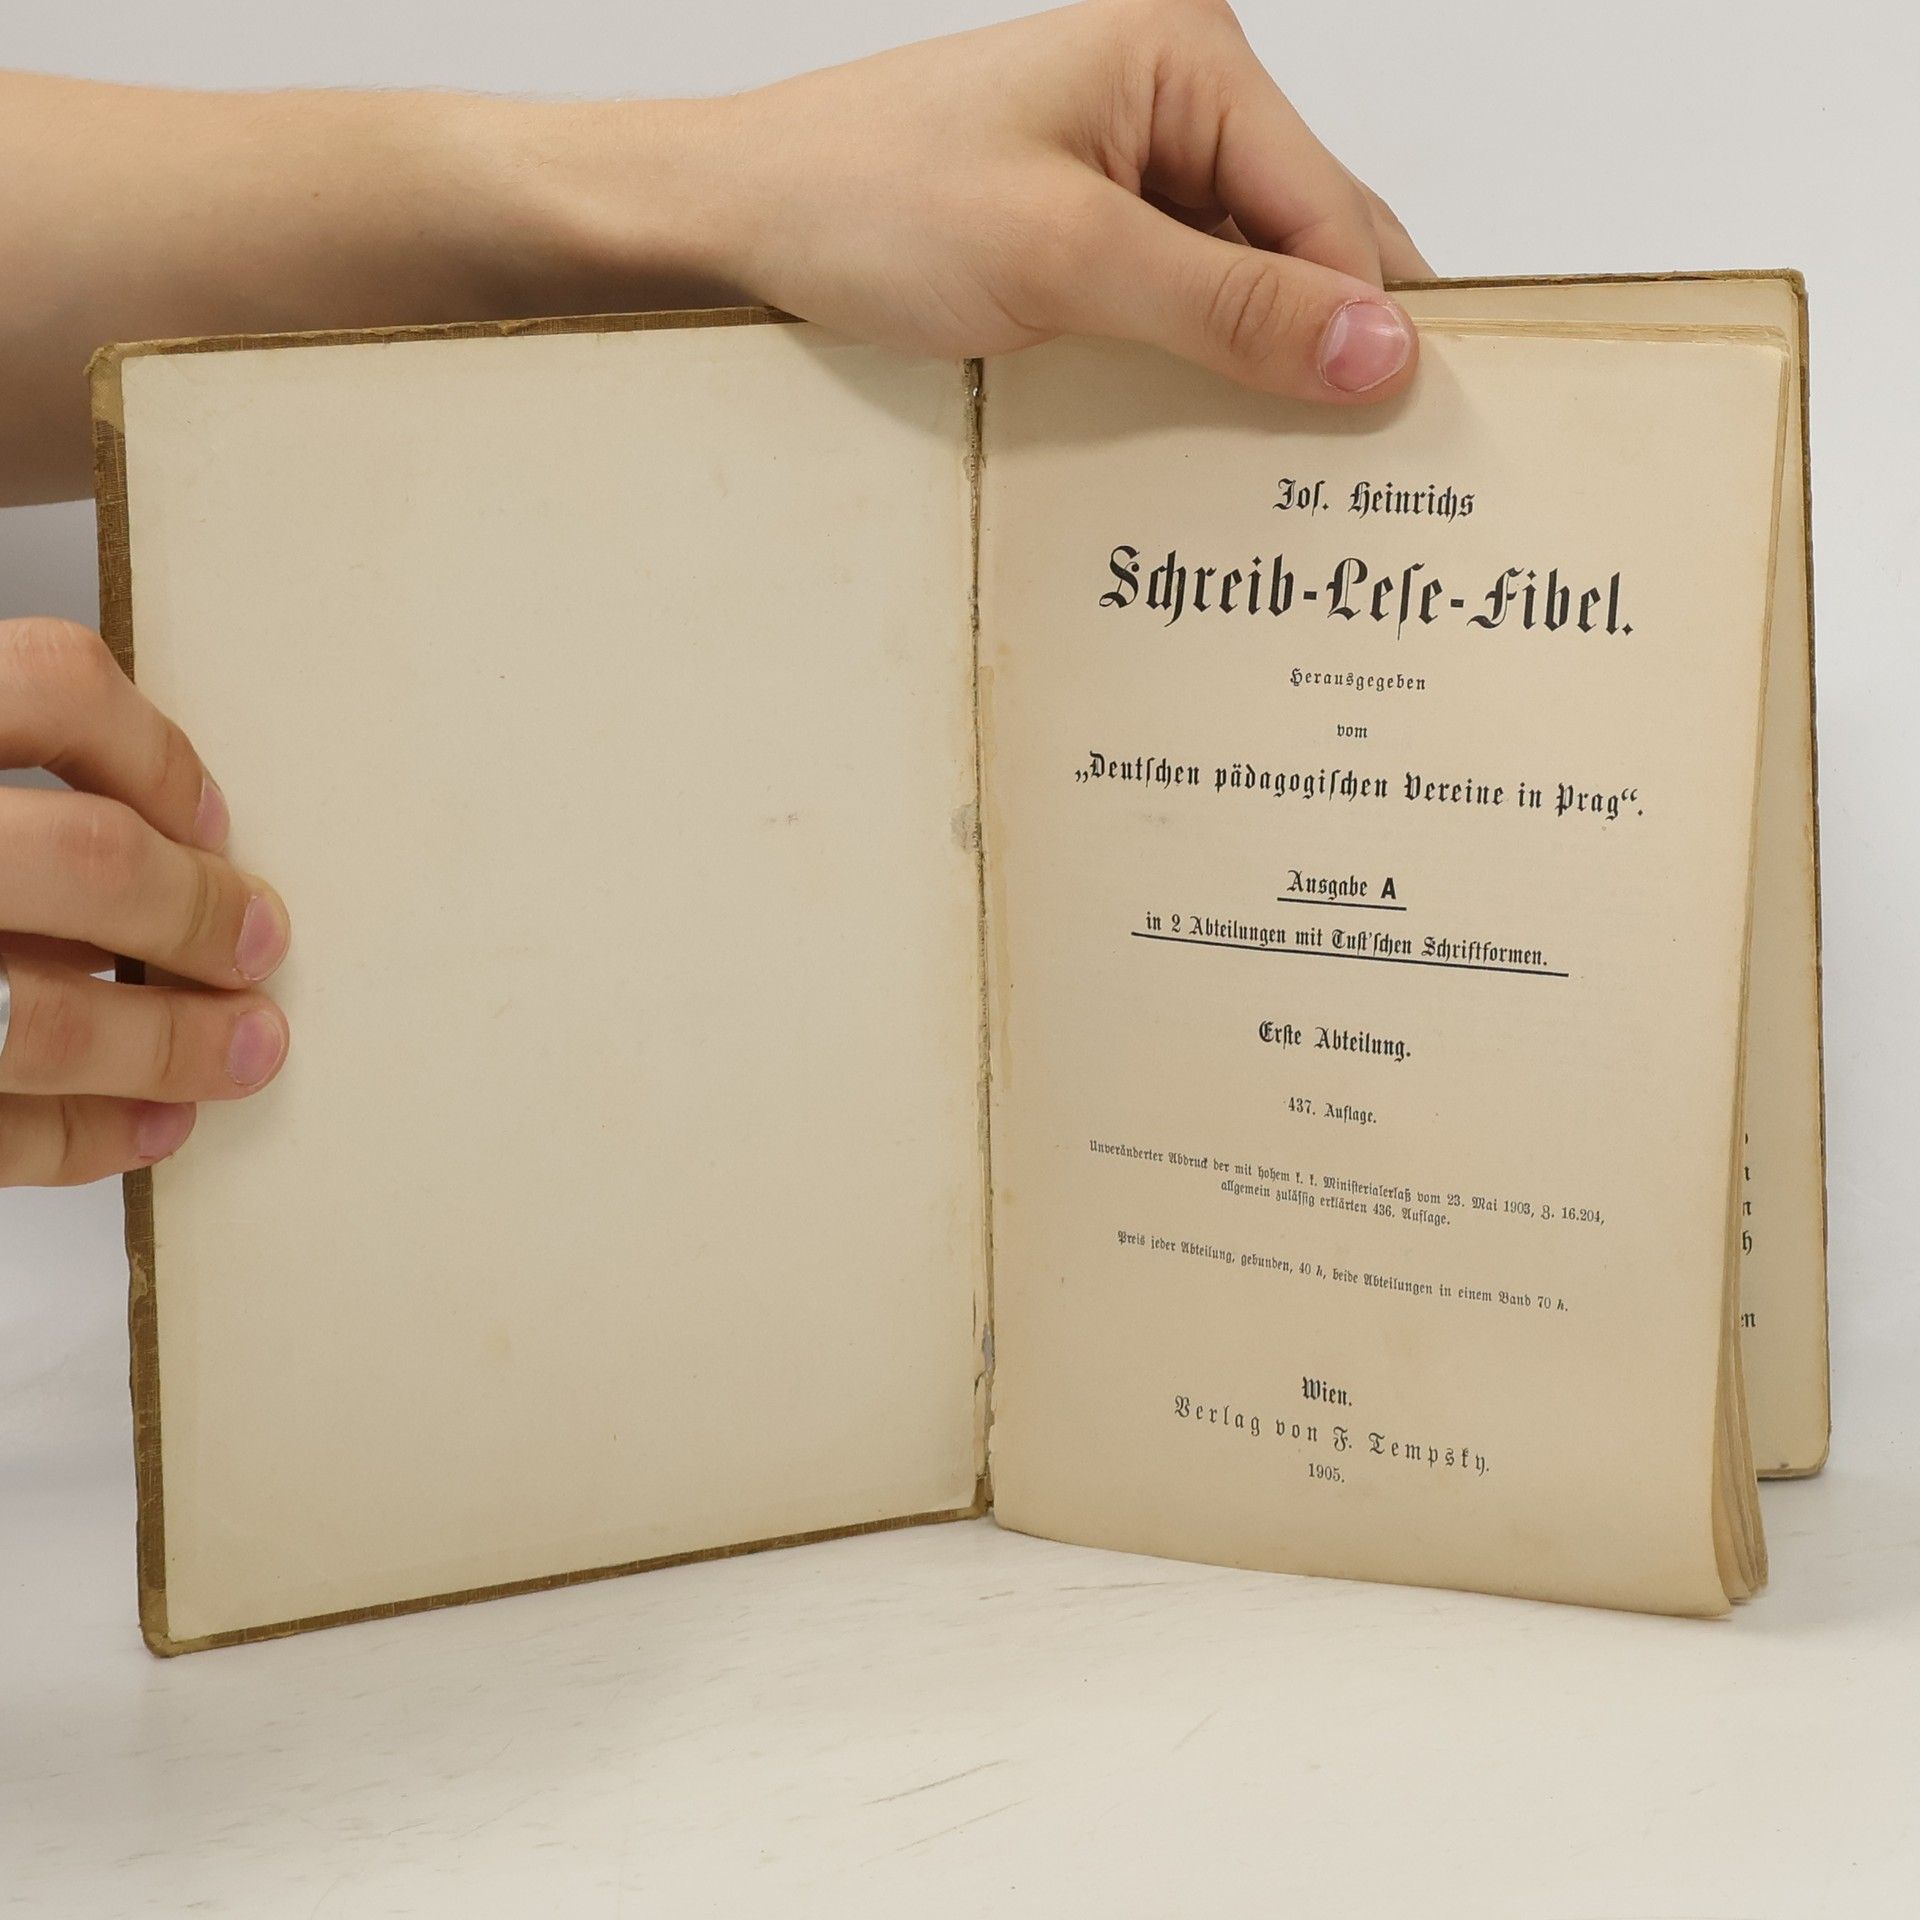 Joſ. Heinrichs
Schreib-Leſe-Fibel.
Herausgegeben
vom
„Deutſchen pädagogiſchen Vereine in Prag“.
Ausgabe A
in 2 Abteilungen mit Tuſt'ſchen Schriftformen.
Erſte Abteilung.
437. Auflage.
Unveränderter Abdruck der mit hohem k. k. Miniſterialerlaß vom 23. Mai 1903, Z. 16.204,
allgemein zuläſſig erklärten 436. Auflage.
Preis jeder Abteilung, gebunden, 40 h, beide Abteilungen in einem Band 70 h.
Wien.
Verlag von F. Tempsky.
1905.